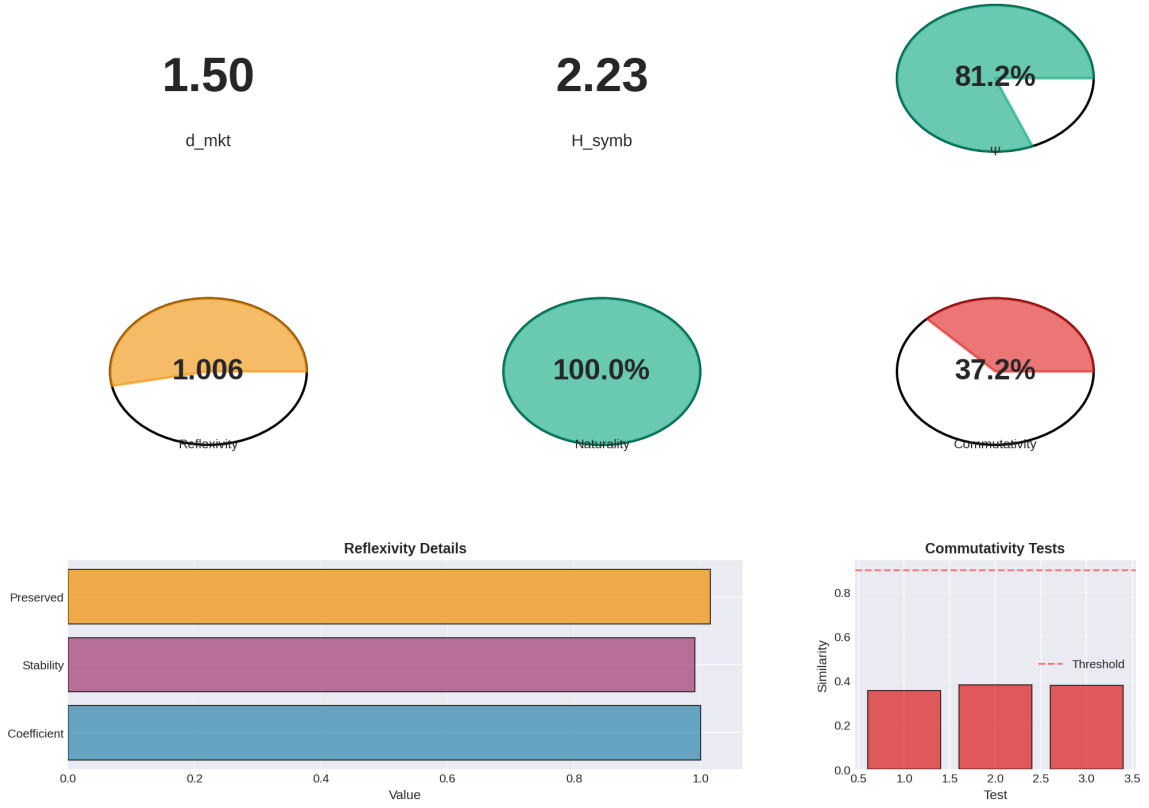 1.50
d_mkt
2.23
H_symb
81.2%
Ψ
1.006
Reflexivity
100.0%
Naturality
37.2%
Commutativity
Reflexivity Details
Preserved
Stability
Coefficient
0.0 0.2 0.4 0.6 0.8 1.0
Value
Commutativity Tests
Similarity
0.8
0.6
0.4
0.2
0.0
Threshold
0.5 1.0 1.5 2.0 2.5 3.0 3.5
Test